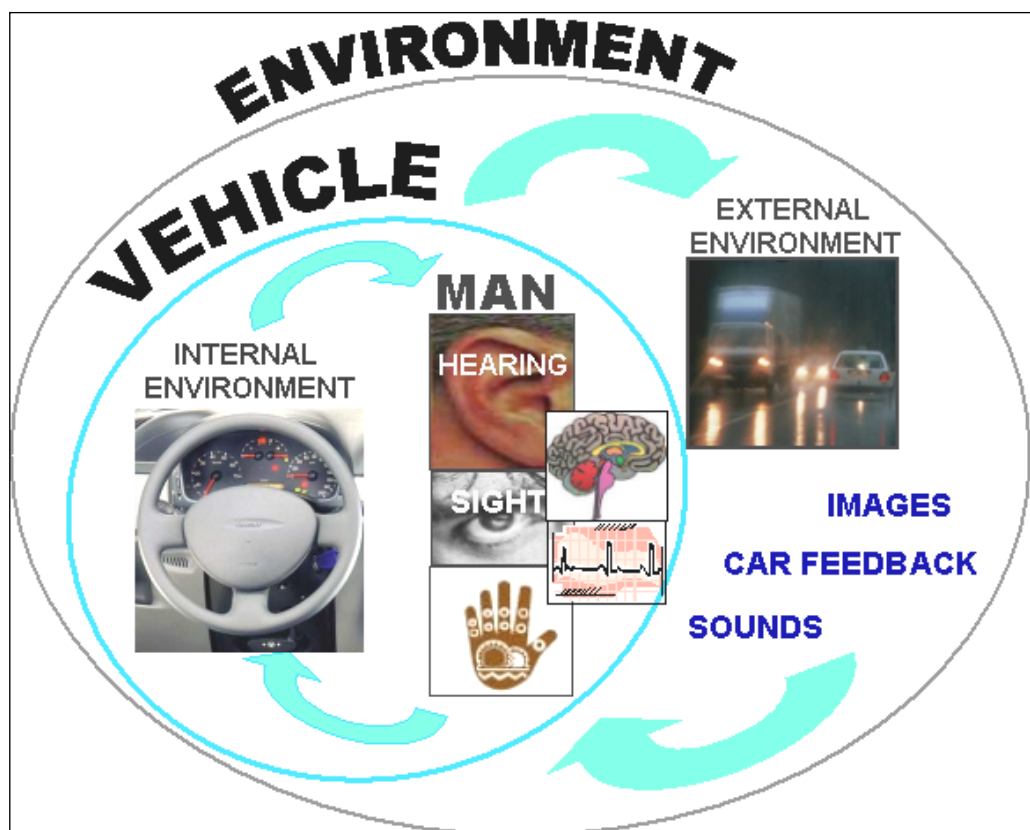 ENVIRONMENT
VEHICLE
EXTERNAL
ENVIRONMENT
MAN
HEARING
INTERNAL
ENVIRONMENT
SIGHT
IMAGES
CAR FEEDBACK
SOUNDS